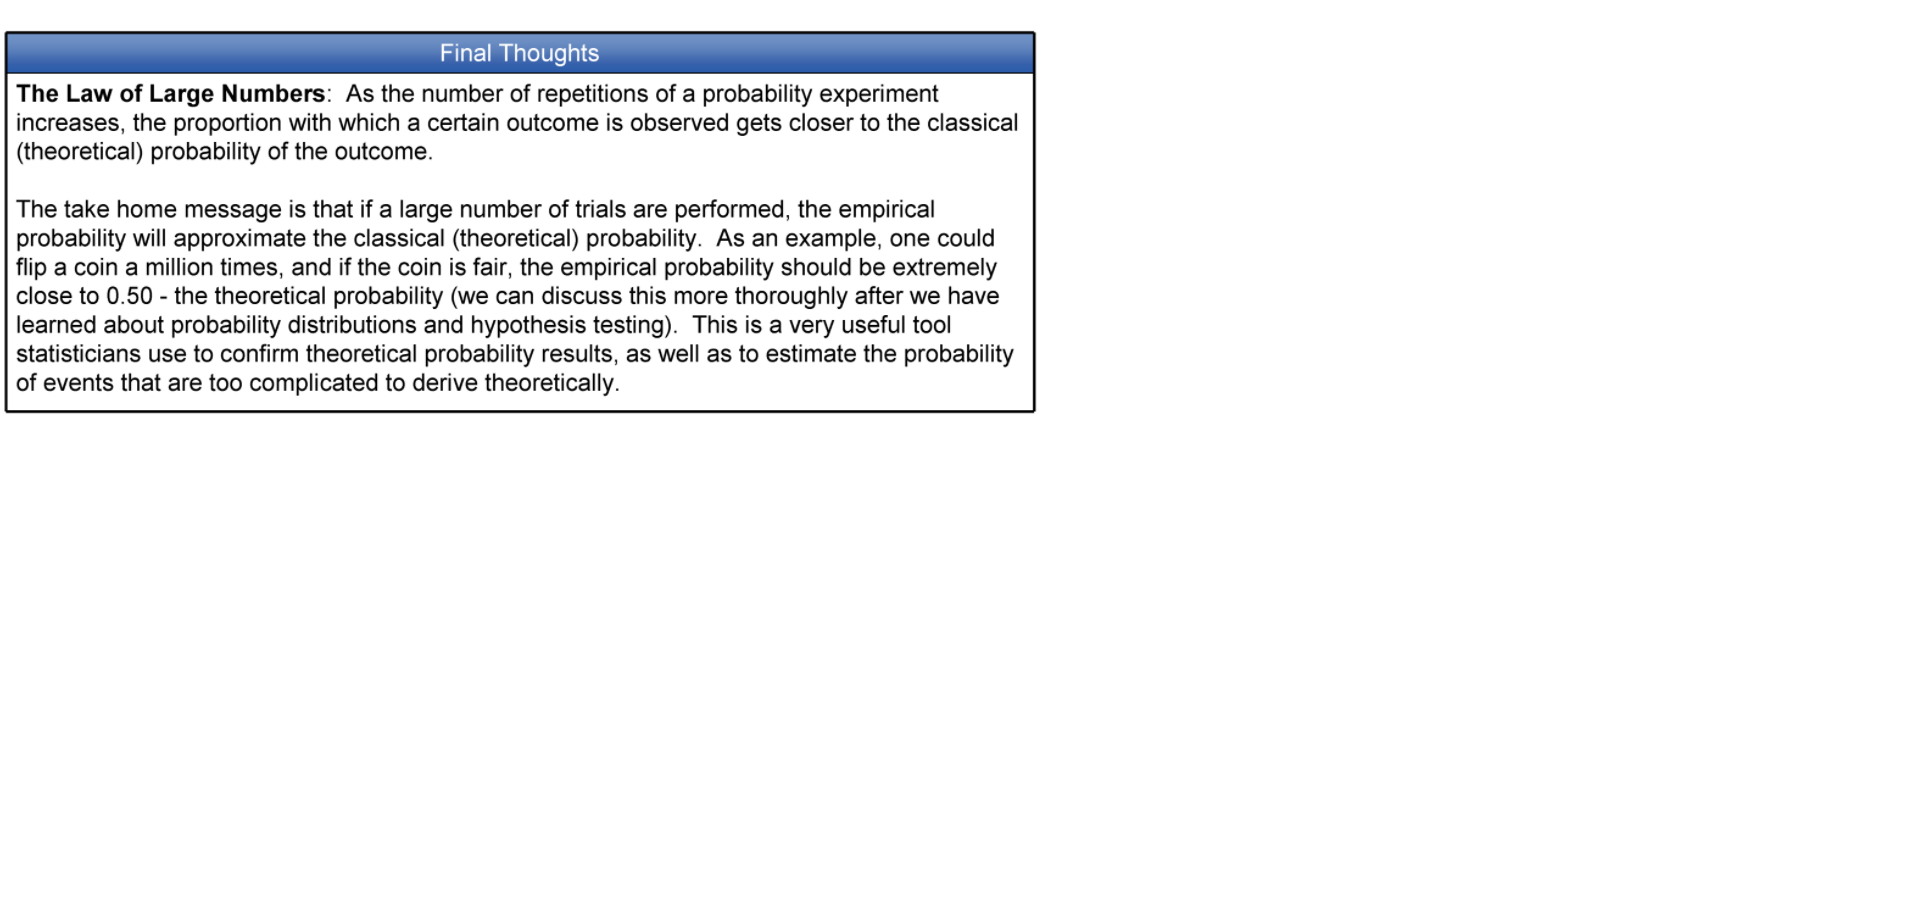 Final Thoughts
The Law of Large Numbers:  As the number of repetitions of a probability experiment
increases, the proportion with which a certain outcome is observed gets closer to the classical
(theoretical) probability of the outcome.
The take home message is that if a large number of trials are performed, the empirical
probability will approximate the classical (theoretical) probability.  As an example, one could
flip a coin a million times, and if the coin is fair, the empirical probability should be extremely
close to 0.50 - the theoretical probability (we can discuss this more thoroughly after we have
learned about probability distributions and hypothesis testing).  This is a very useful tool
statisticians use to confirm theoretical probability results, as well as to estimate the probability
of events that are too complicated to derive theoretically.